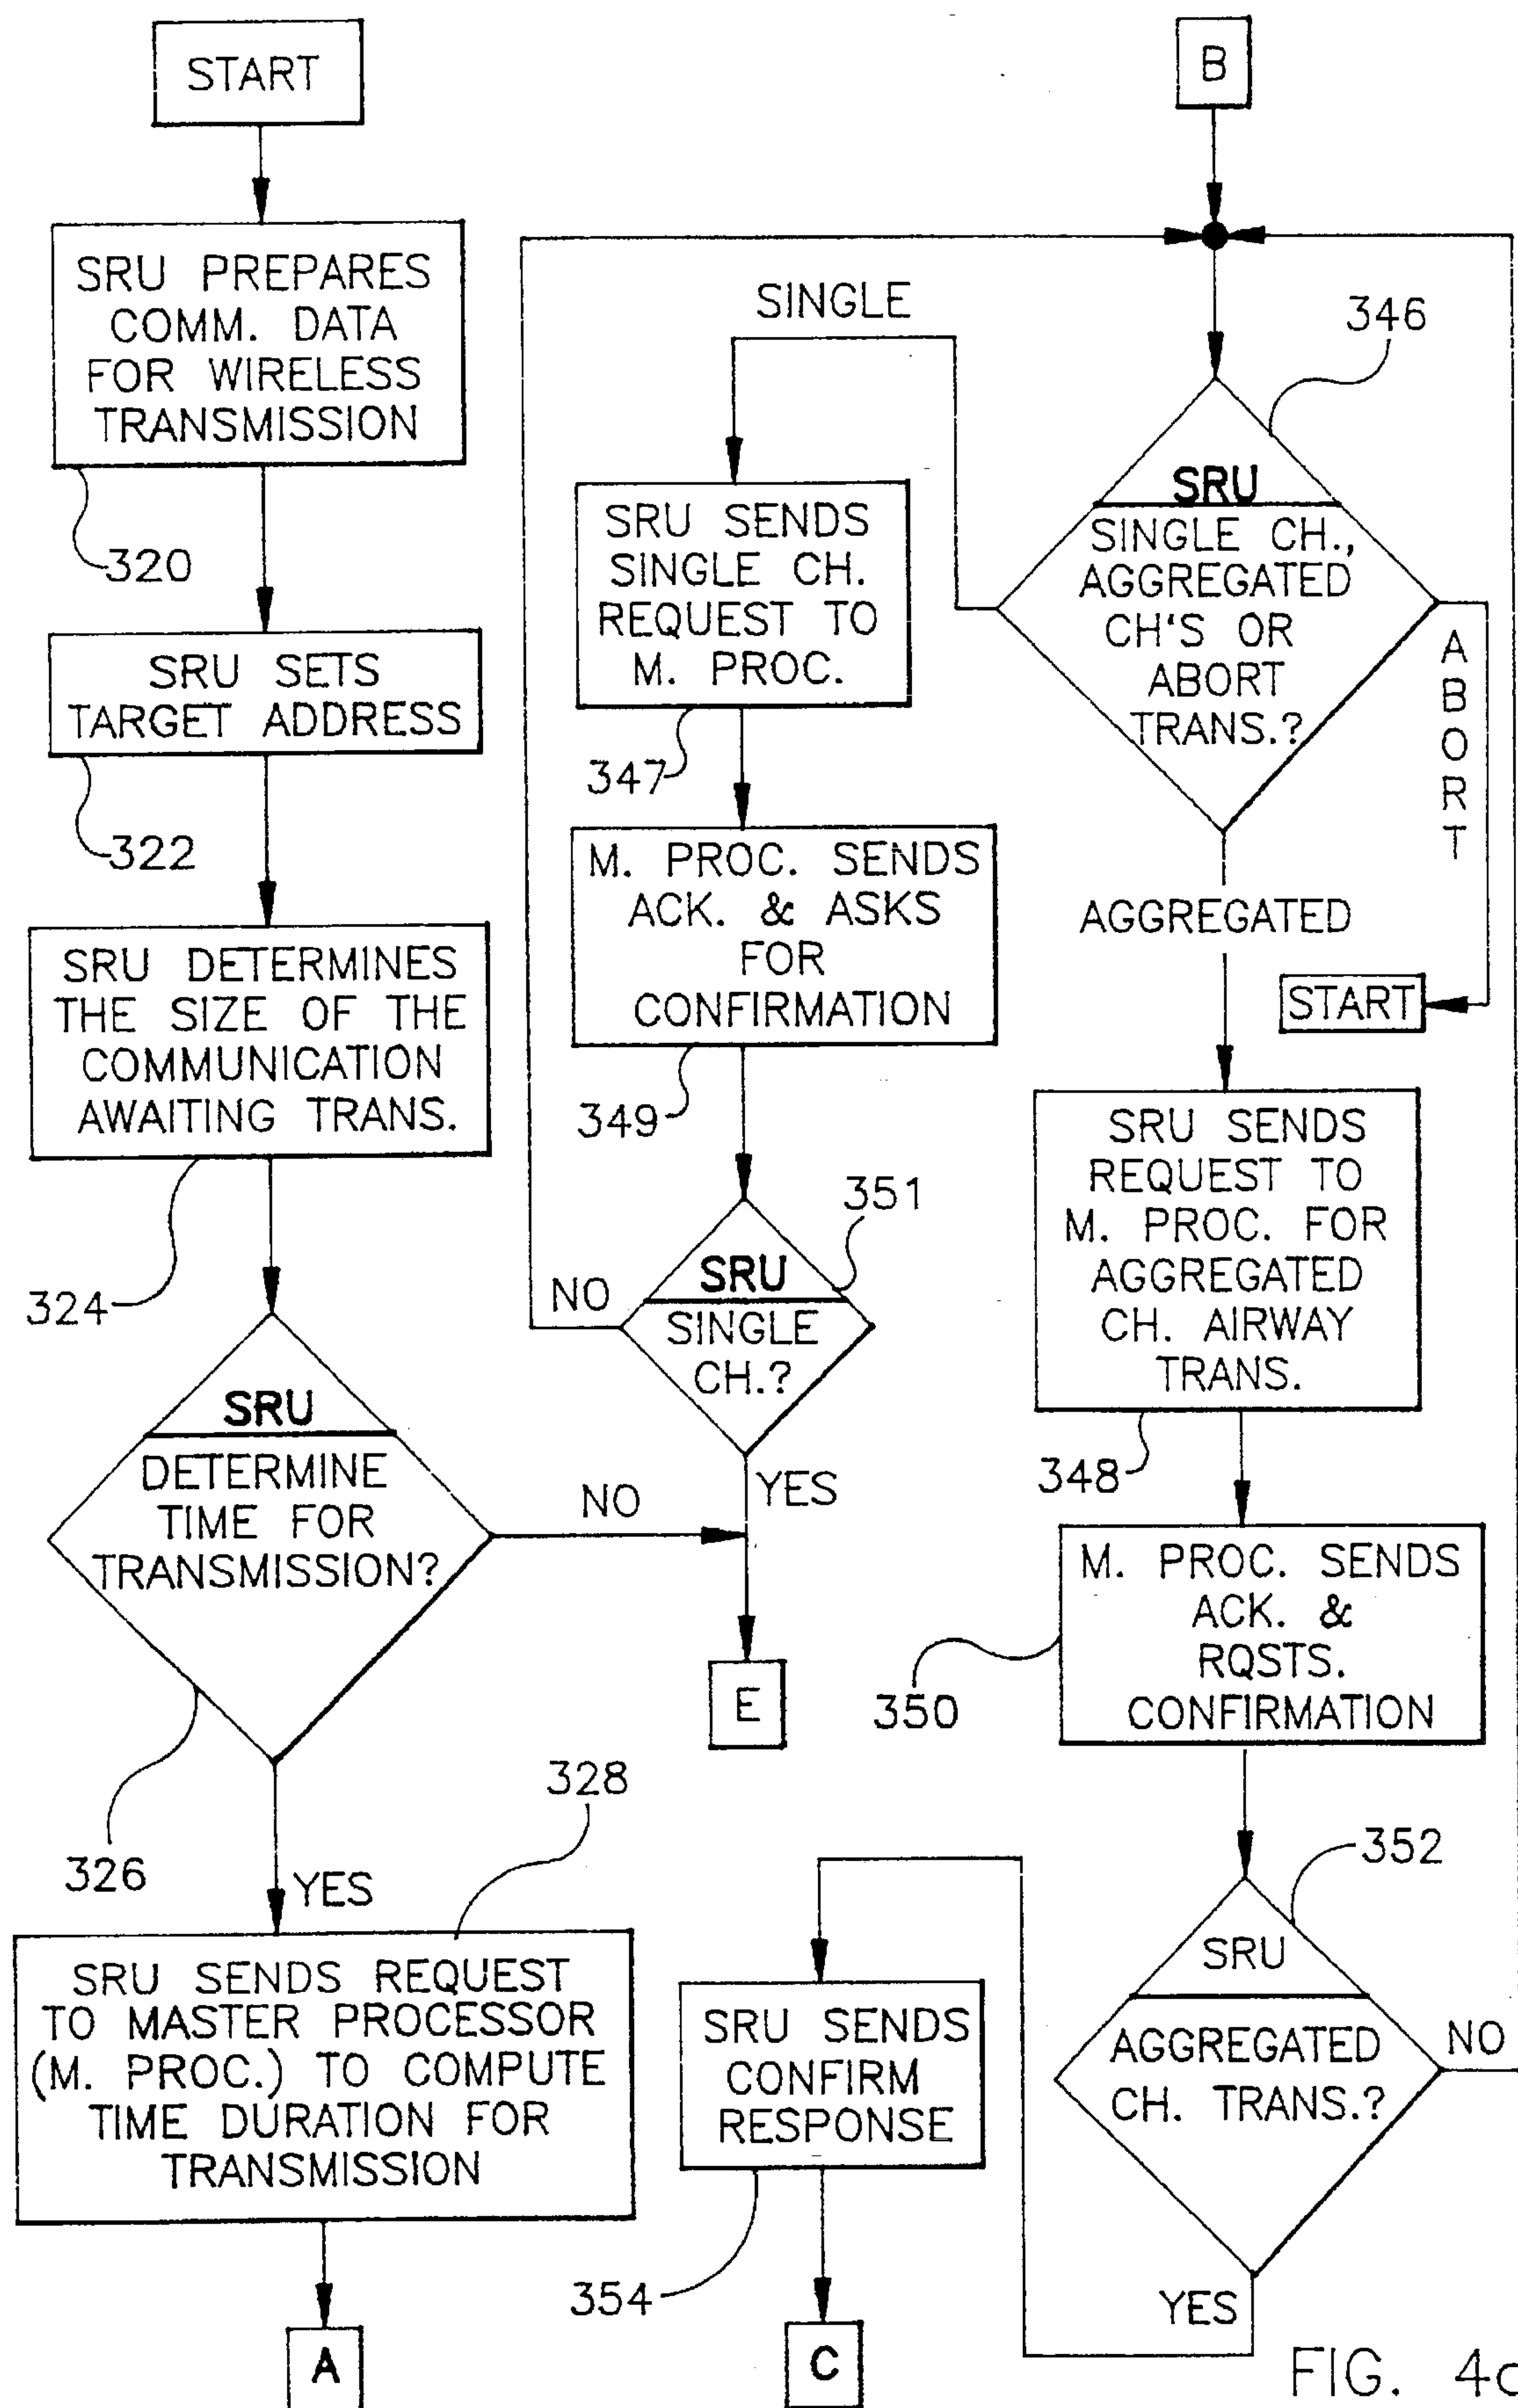 START
SRU PREPARES
COMM. DATA
FOR WIRELESS
TRANSMISSION
320
SRU SETS
TARGET ADDRESS
322
SRU DETERMINES
THE SIZE OF THE
COMMUNICATION
AWAITING TRANS.
324
SRU
DETERMINE
TIME FOR
TRANSMISSION?
NO
326
YES
328
SRU SENDS REQUEST
TO MASTER PROCESSOR
(M. PROC.) TO COMPUTE
TIME DURATION FOR
TRANSMISSION
A
SINGLE
SRU SENDS
SINGLE CH.
REQUEST TO
M. PROC.
347
M. PROC. SENDS
ACK. & ASKS
FOR
CONFIRMATION
349
351
SRU
SINGLE
CH.?
NO
YES
E
B
346
SRU
SINGLE CH.,
AGGREGATED
CH'S OR
ABORT
TRANS.?
ABORT
START
AGGREGATED
SRU SENDS
REQUEST TO
M. PROC. FOR
AGGREGATED
CH. AIRWAY
TRANS.
348
M. PROC. SENDS
ACK. &
RQSTS.
CONFIRMATION
350
352
SRU
AGGREGATED
CH. TRANS.?
NO
YES
SRU SENDS
CONFIRM
RESPONSE
354
C
FIG.